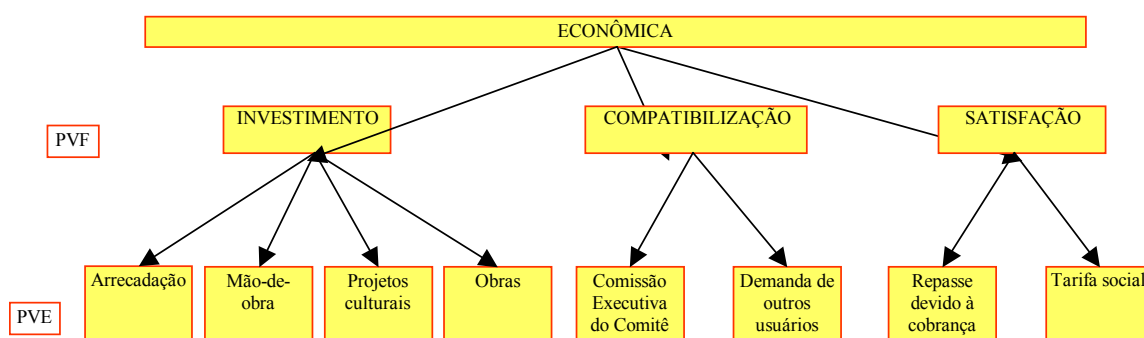 ECONÔMICA
PVF
INVESTIMENTO
COMPATIBILIZAÇÃO
SATISFAÇÃO
PVE
Arrecadação
Mão-de-
obra
Projetos
culturais
Obras
Comissão
Executiva
do Comitê
Demanda de
outros
usuários
Repasse
devido à
cobrança
Tarifa social